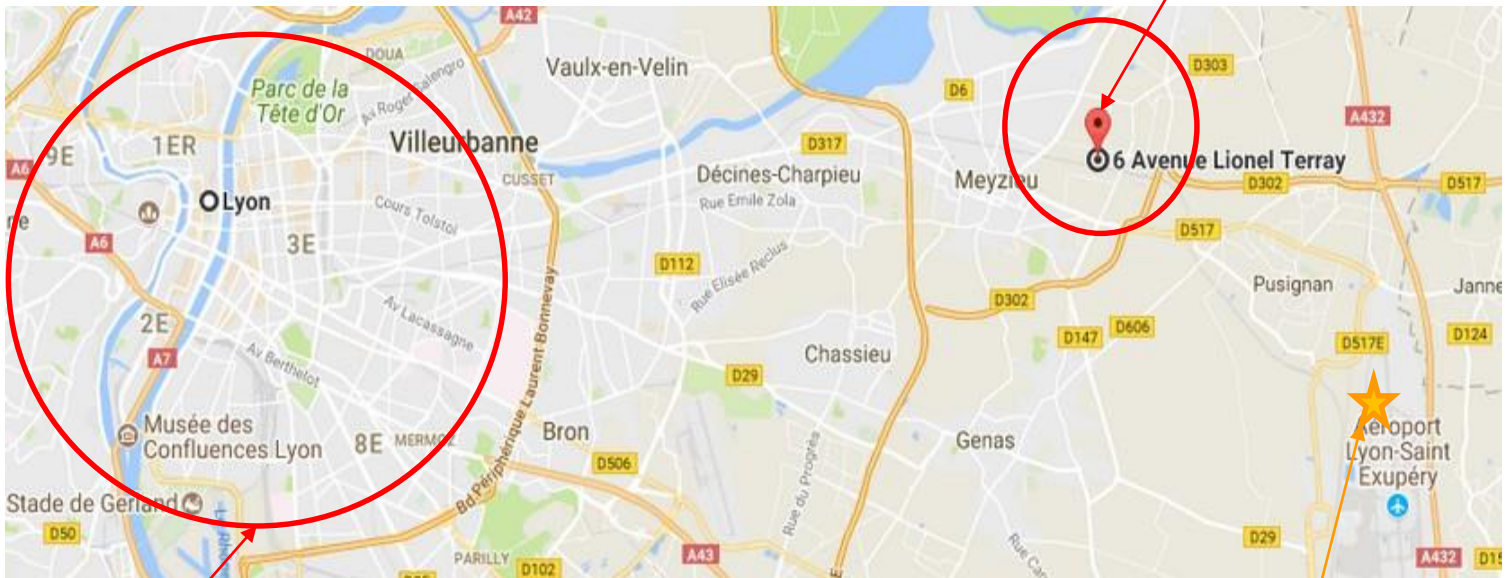 A42
DOUA
Vaulx-en-Velin
D303
Parc de la
Tête d'Or
Av Roger Salengro
D6
A432
1ER
Villeurbanne
D317
9E
A6
CUSSET
Décines-Charpieu
Meyzieu
6 Avenue Lionel Terray
D302
D517
Lyon
Rue Emile Zola
ne
Cours Tolstoï
A6
3E
D517
D112
Rue Elisée Reclus
Pusignan
Janne
D302
2E
Av Lacassagne
D147
D606
D124
A7
Av Berthelot
Bd Périphérique Laurent Bonnevay
Chassieu
D517E
D29
Musée des
Confluences Lyon
8E
MERMOZ
Bron
Genas
Aéroport
Lyon-Saint
Exupéry
D506
Rue du Progrès
Stade de Gerland
D50
PARILLY
D102
A43
E
D29
A432
D15